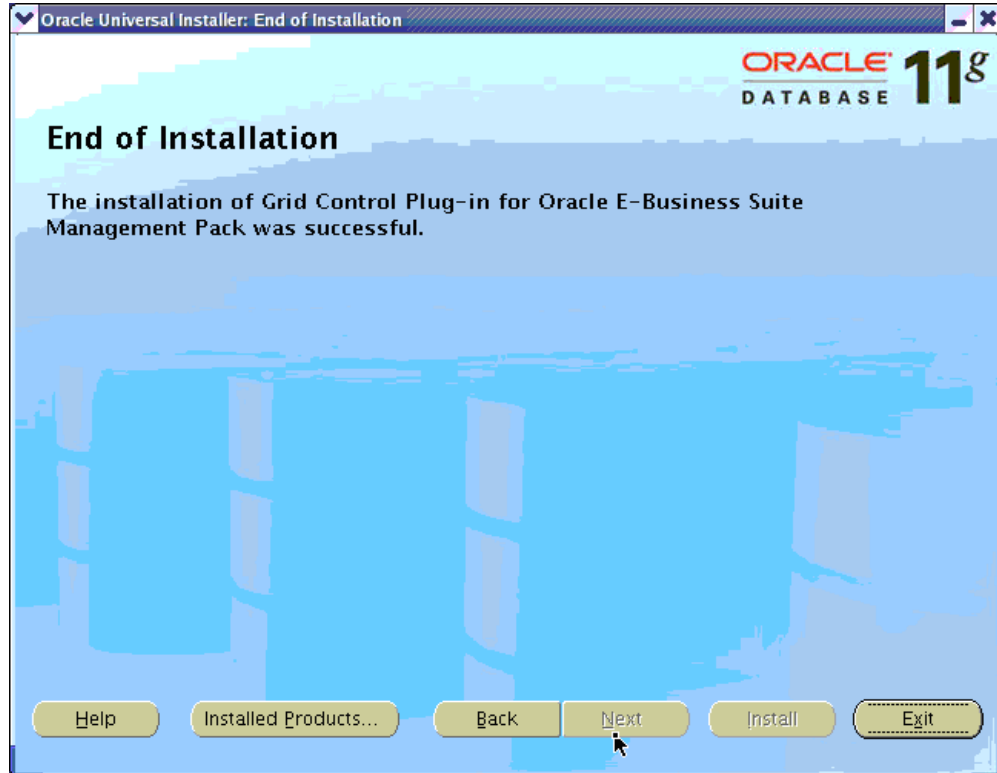 Oracle Universal Installer: End of Installation
ORACLE 11g
DATABASE
End of Installation
The installation of Grid Control Plug-in for Oracle E-Business Suite
Management Pack was successful.
Help
Installed Products...
Back
Next
Install
Exit